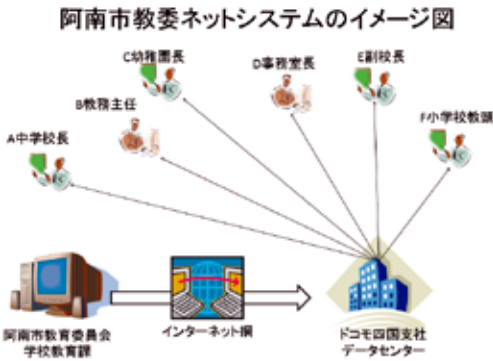 阿南市教委ネットシステムのイメージ図
C幼稚園長
D事務室長
E副校長
B教務主任
F小学校教頭
A中学校長
阿南市教育委員会
学校教育課
インターネット網
ドコモ四国支社
データセンター